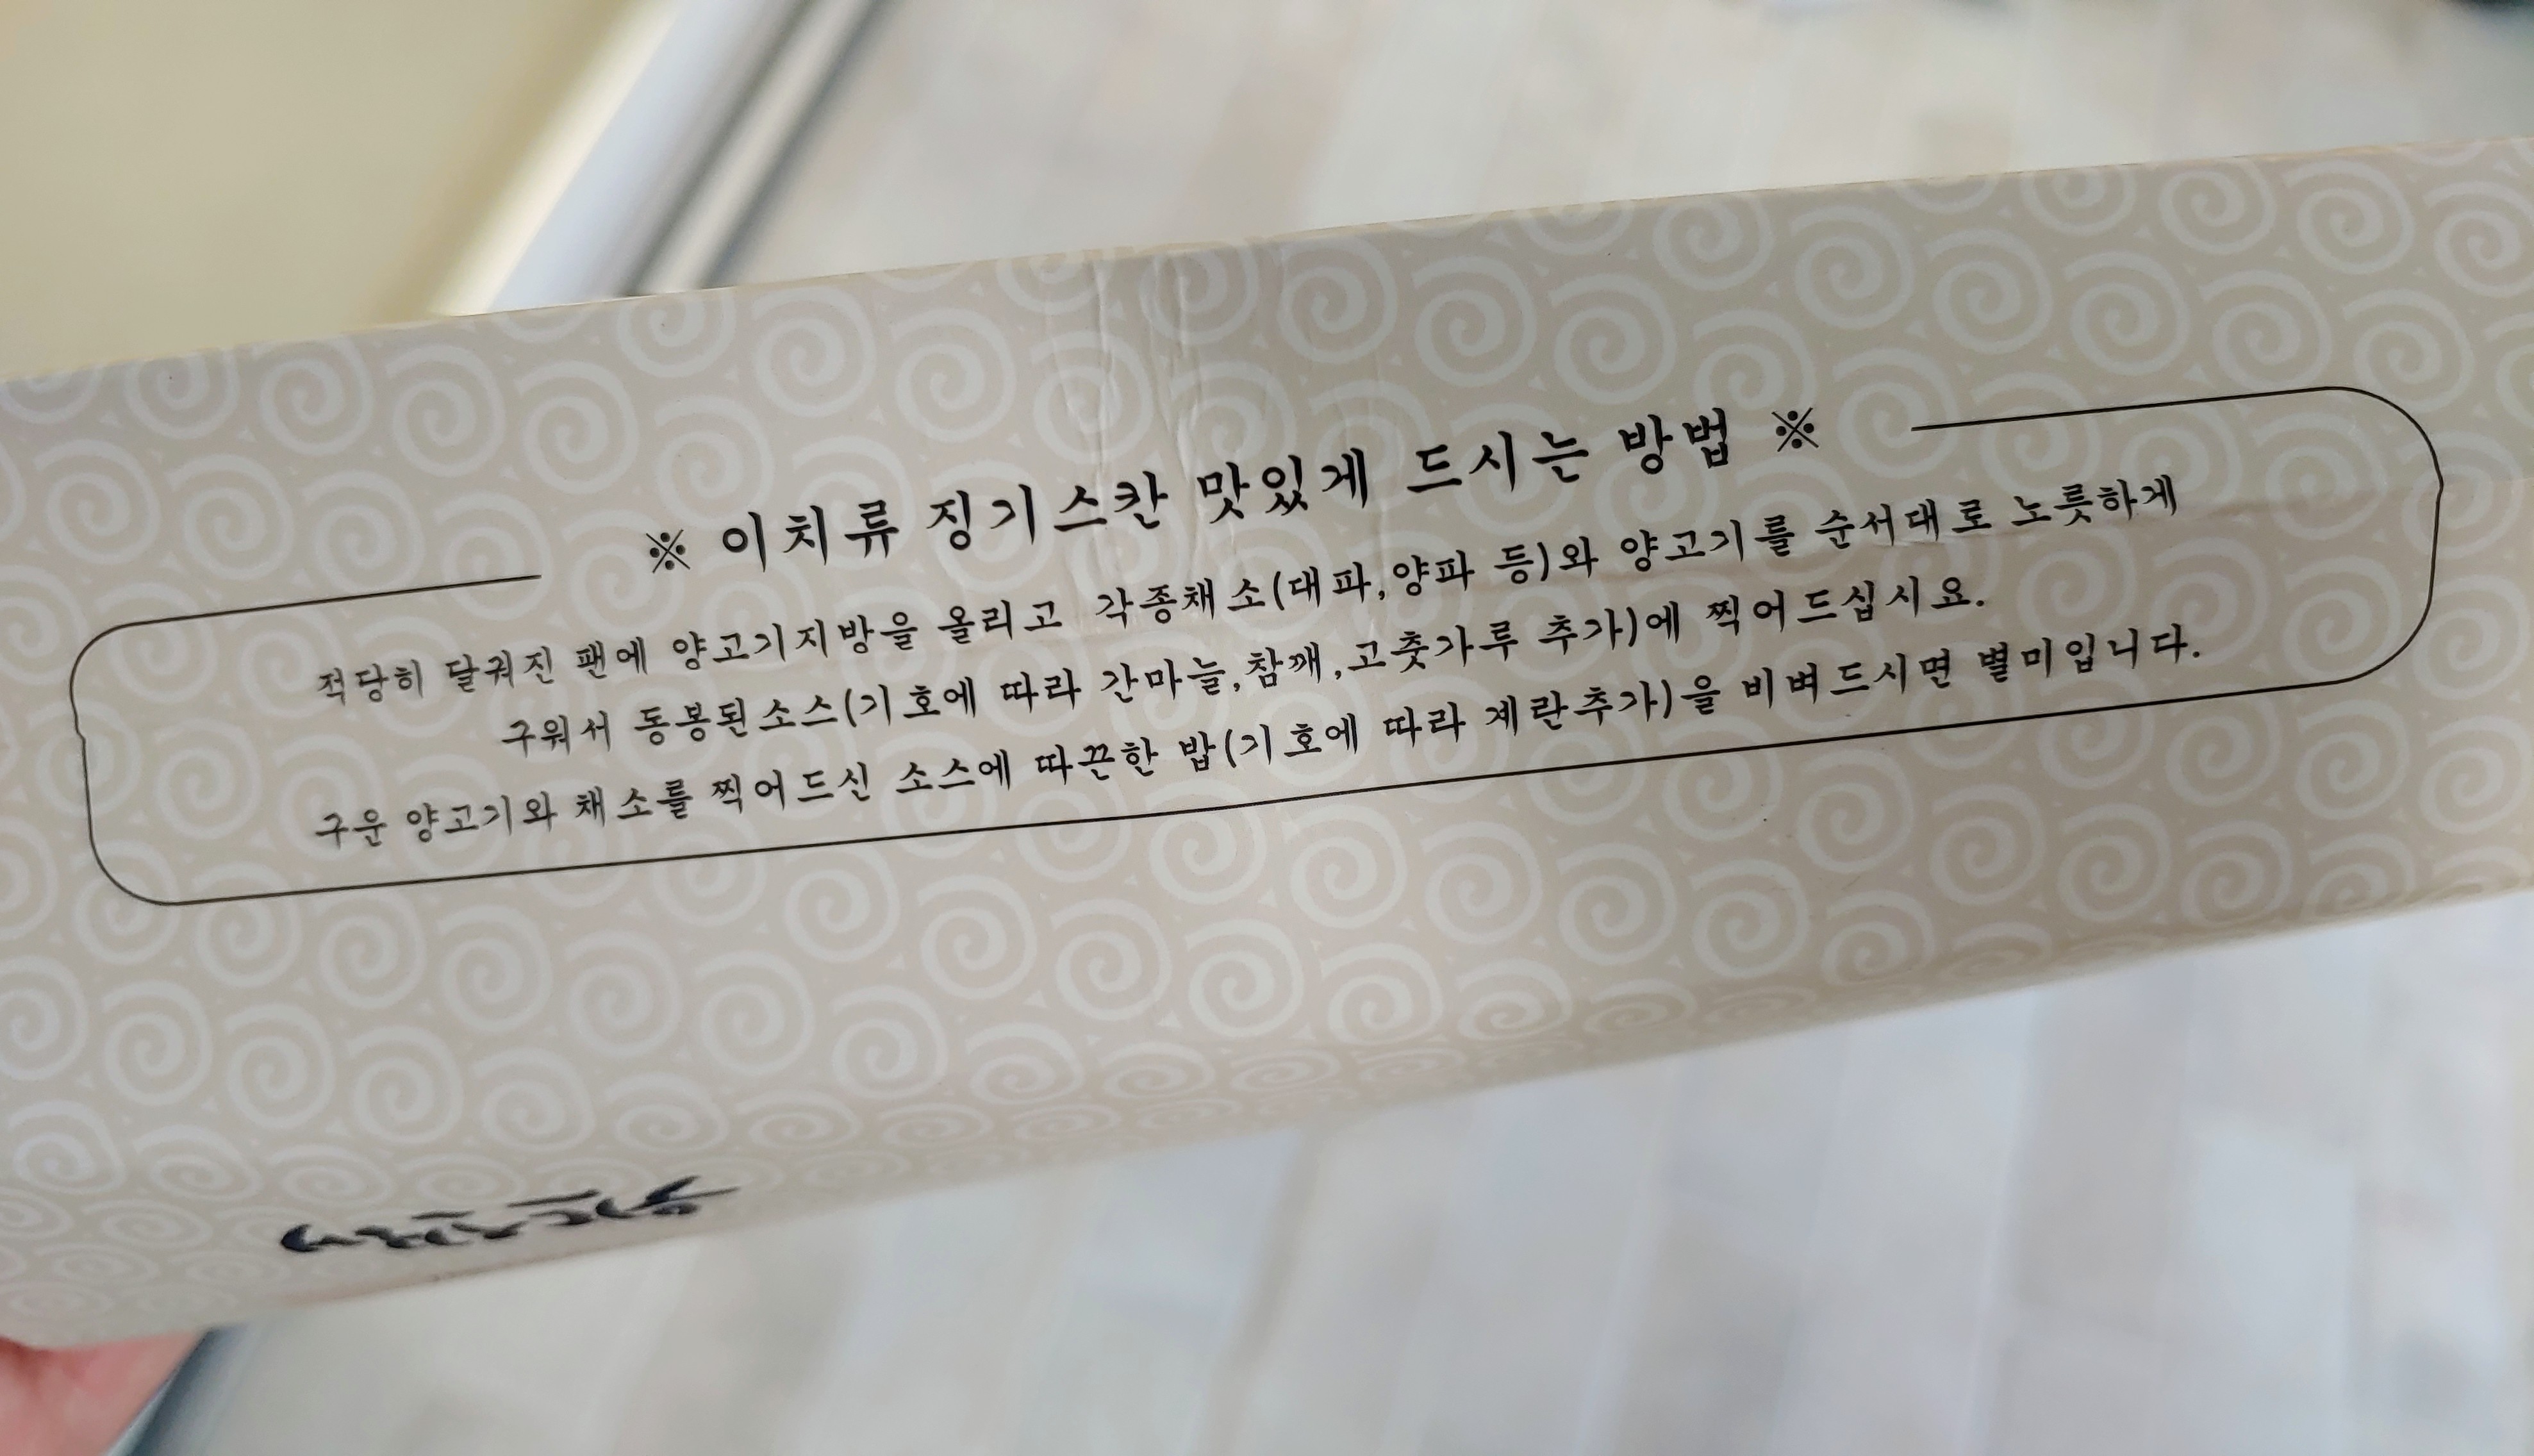 ※ 이치류 징기스칸 맛있게 드시는 방법 ※
적당히 달궈진 팬에 양고기지방을 올리고 각종채소(대파,양파 등)와 양고기를 순서대로 노릇하게
구워서 동봉된소스(기호에 따라 간마늘,참깨,고춧가루 추가)에 찍어드십시요.
구운 양고기와 채소를 찍어드신 소스에 따끈한 밥(기호에 따라 계란추가)을 비벼드시면 별미입니다.